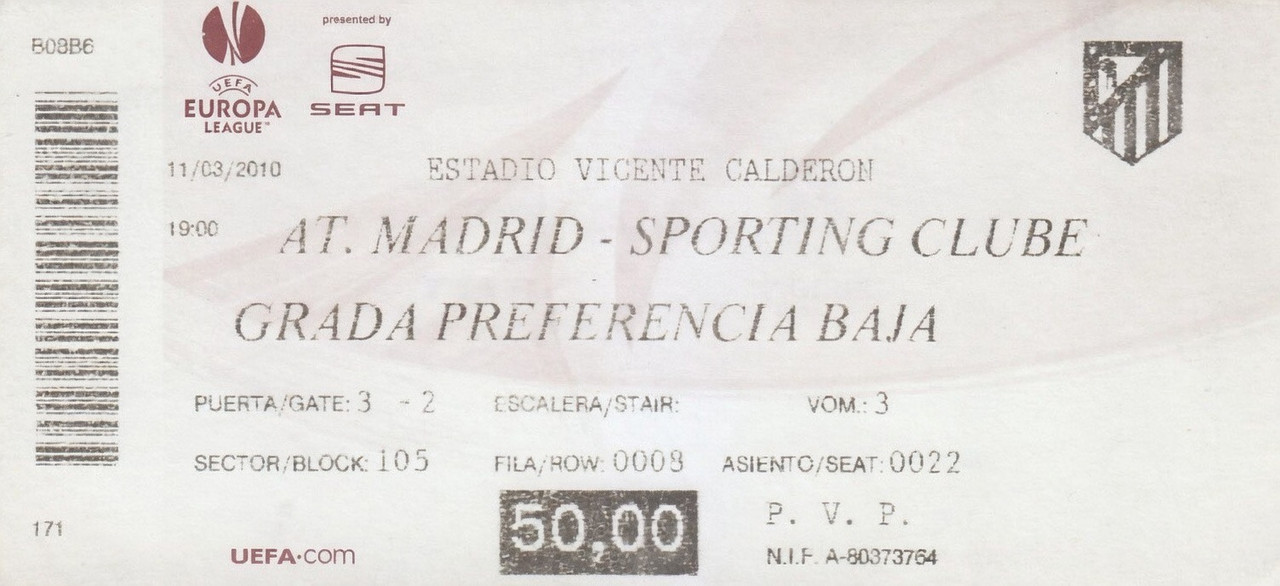 B08B6
presented by
UEFA
EUROPA
LEAGUE™
SEAT
11/03/2010
ESTADIO VICENTE CALDERON
19:00
AT. MADRID - SPORTING CLUBE
GRADA PREFERENCIA BAJA
PUERTA/GATE: 3 - 2 ESCALERA/STAIR: VOM.: 3
SECTOR/BLOCK: 105 FILA/ROW: 0008 ASIENTO/SEAT: 0022
171
50,00
P. V. P.
UEFA.com
N.I.F. A-80373764